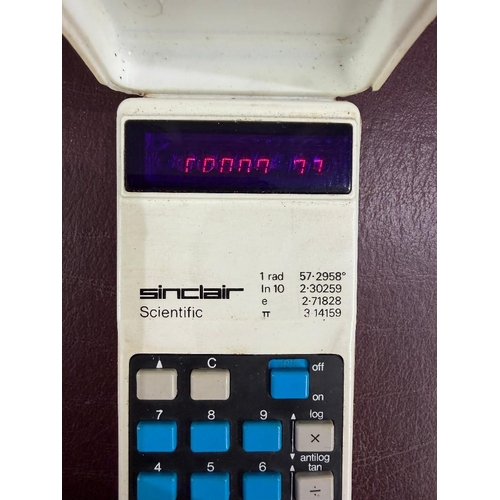 sinclair
Scientific
1 rad 57·2958°
ln 10 2·30259
e 2·71828
π 3·14159
▲ C off
on
7 8 9 log
×
antilog
4 5 6 tan
÷